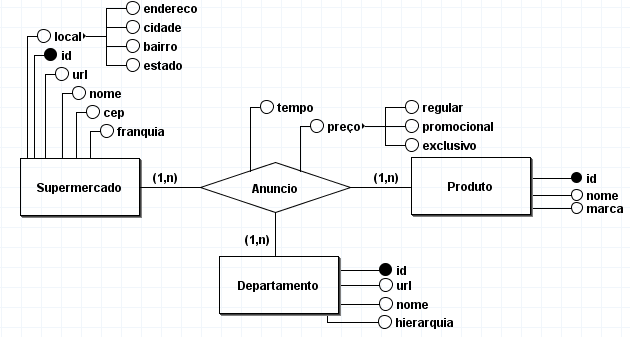 endereco
local
cidade
bairro
id
estado
url
nome
cep
franquia
tempo
regular
preço
promocional
exclusivo
Supermercado
(1,n)
Anuncio
(1,n)
Produto
id
nome
marca
(1,n)
Departamento
id
url
nome
hierarquia